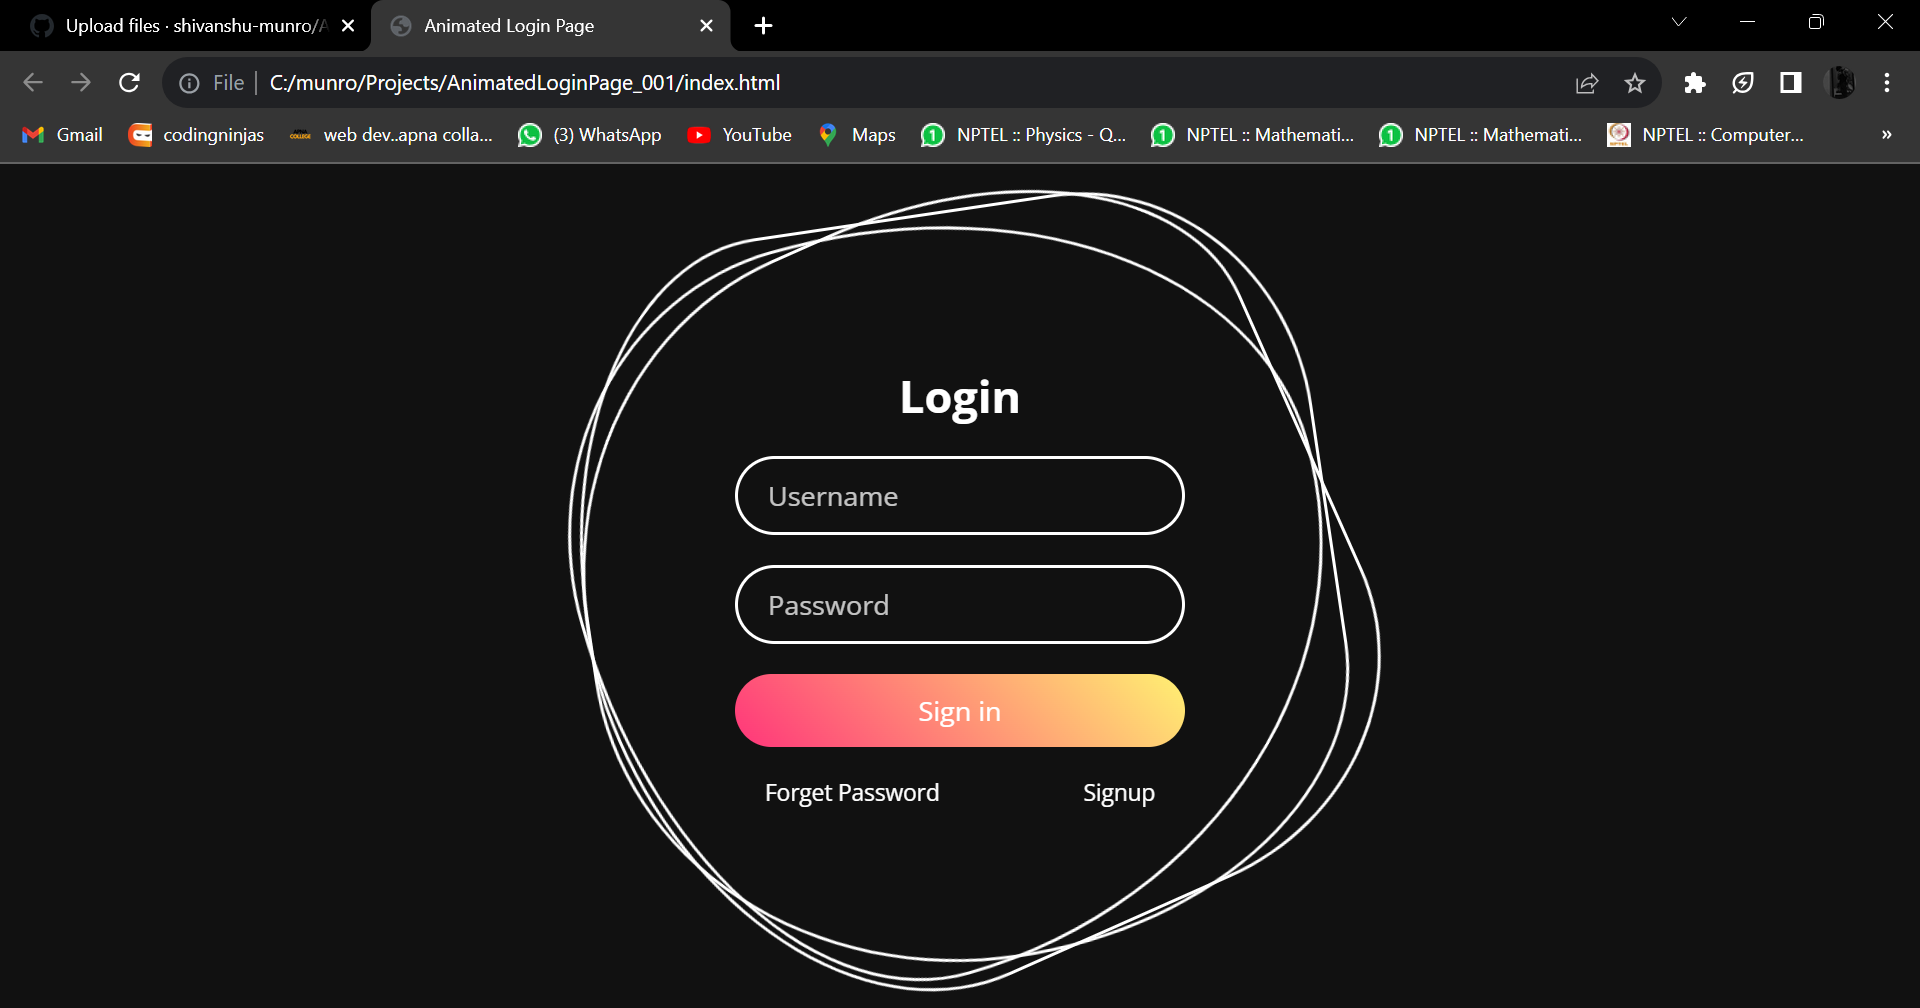 Upload files · shivanshu-munro/A
Animated Login Page
File
C:/munro/Projects/AnimatedLoginPage_001/index.html
Gmail
codingninjas
web dev..apna colla...
(3) WhatsApp
YouTube
Maps
NPTEL :: Physics - Q...
NPTEL :: Mathemati...
NPTEL :: Mathemati...
NPTEL :: Computer...
»
Login
Username
Password
Sign in
Forget Password
Signup